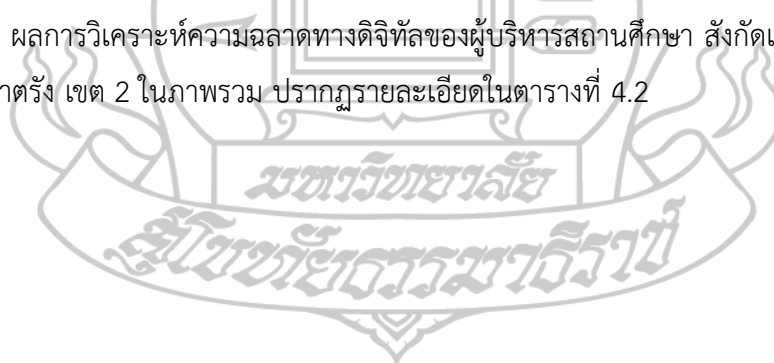 ผลการวิเคราะห์ความฉลาดทางดิจิทัลของผู้บริหารสถานศึกษา สังกัด
าตรัง เขต 2 ในภาพรวม ปรากฏรายละเอียดในตารางที่ 4.2
มหาวิทยาลัย
สุโขทัยธรรมาธิราช